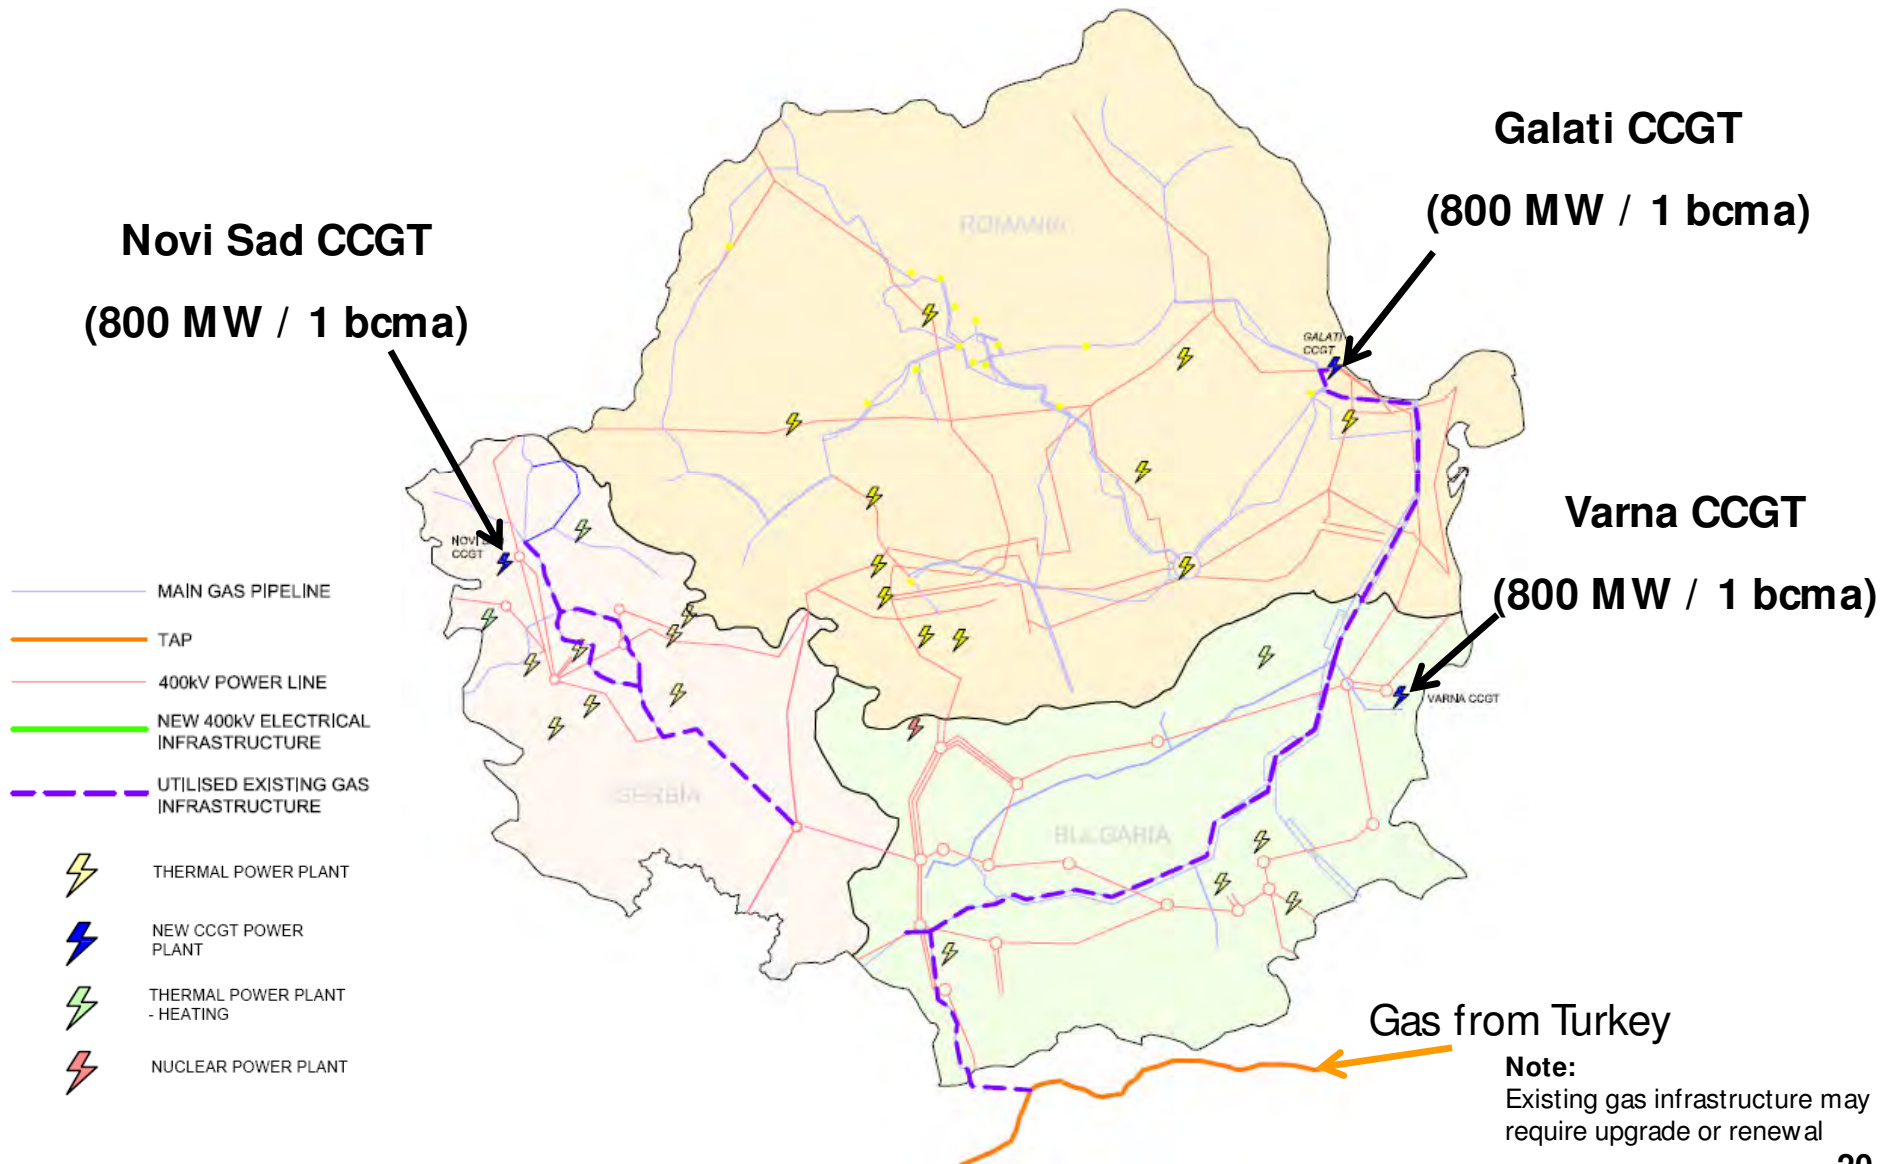 Galati CCGT
(800 MW / 1 bcma)
Novi Sad CCGT
(800 MW / 1 bcma)
ROMANIA
GALATI
CCGT
Varna CCGT
(800 MW / 1 bcma)
NOVI SAD
CCGT
VARNA CCGT
MAIN GAS PIPELINE
TAP
400kV POWER LINE
NEW 400kV ELECTRICAL
INFRASTRUCTURE
UTILISED EXISTING GAS
INFRASTRUCTURE
SERBIA
BULGARIA
THERMAL POWER PLANT
NEW CCGT POWER
PLANT
THERMAL POWER PLANT
- HEATING
NUCLEAR POWER PLANT
Gas from Turkey
Note:
Existing gas infrastructure may
require upgrade or renewal